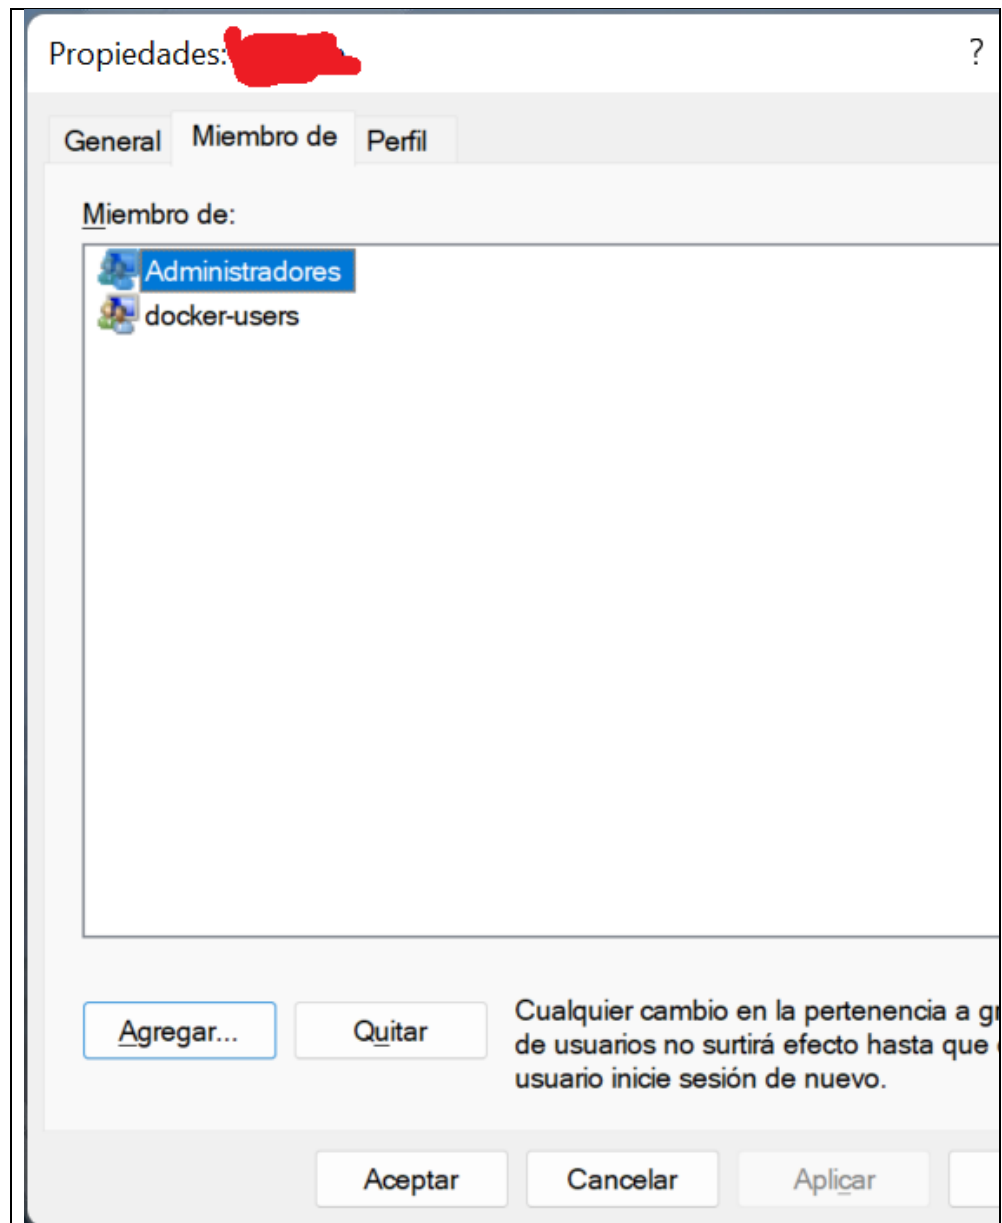 Propiedades:
?
General Miembro de Perfil
Miembro de:
Administradores
docker-users
Agregar... Quitar
Cualquier cambio en la pertenencia a
de usuarios no surtirá efecto hasta que
usuario inicie sesión de nuevo.
Aceptar Cancelar Aplicar